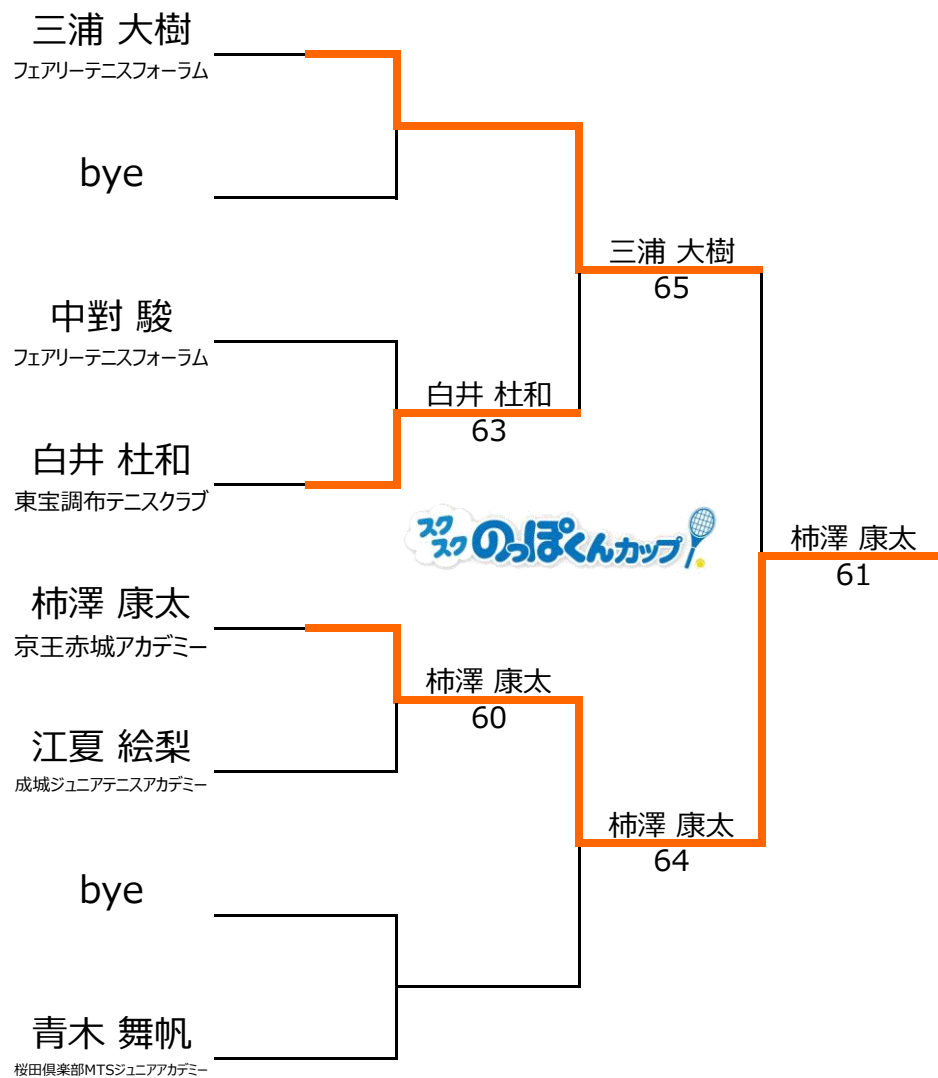 三浦 大樹
フェアリーテニスフォーラム
bye
三浦 大樹
65
中對 駿
フェアリーテニスフォーラム
白井 杜和
63
白井 杜和
東宝調布テニスクラブ
スク
スク のっぽくんカップ
柿澤 康太
61
柿澤 康太
京王赤城アカデミー
柿澤 康太
60
江夏 絵梨
成城ジュニアテニスアカデミー
柿澤 康太
64
bye
青木 舞帆
桜田倶楽部MTSジュニアアカデミー